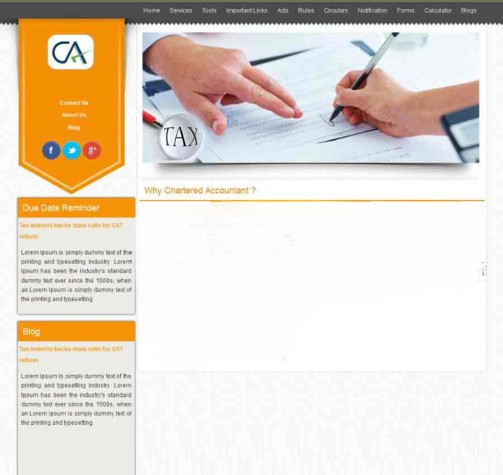 Home Services Tools Important Links Ads Rules Circulars Notification Forms Calculator Blogs
CA
Contact Us
About Us
Blog
f
g+
TAX
Why Chartered Accountant ?
Due Date Reminder
Tax industry backs state calls for GST
reform
Lorem Ipsum is simply dummy text of the
printing and typesetting industry. Lorem
Ipsum has been the industry's standard
dummy text ever since the 1500s, when
an Lorem Ipsum is simply dummy text of
the printing and typesetting
Blog
Tax industry backs state calls for GST
reform
Lorem Ipsum is simply dummy text of the
printing and typesetting industry. Lorem
Ipsum has been the industry's standard
dummy text ever since the 1500s, when
an Lorem Ipsum is simply dummy text of
the printing and typesetting